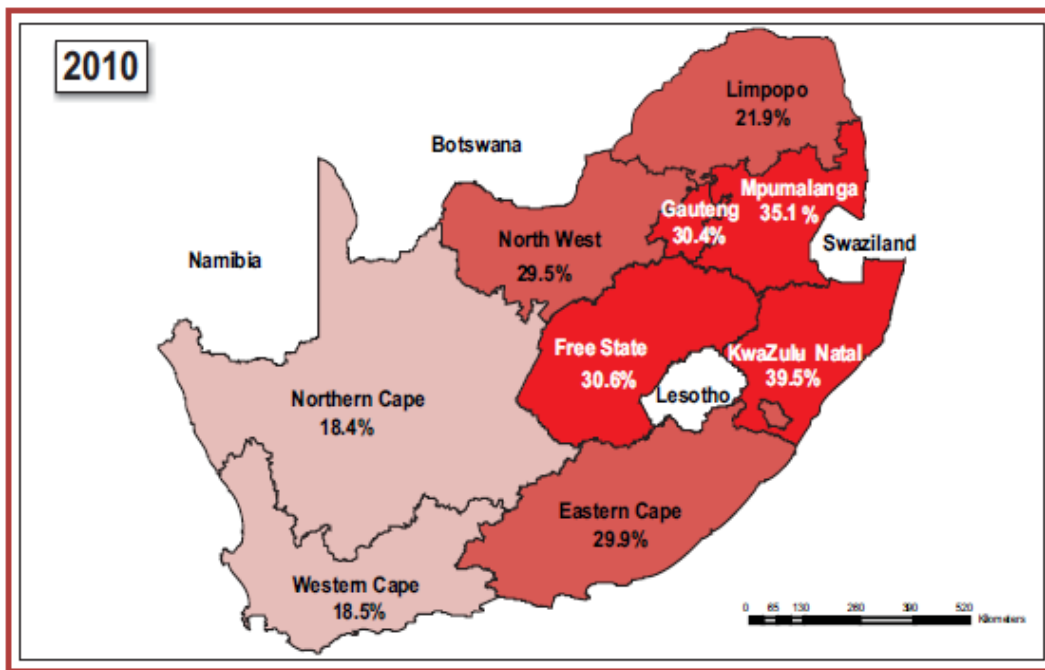 2010
Limpopo
21.9%
Botswana
Mpumalanga
35.1 %
Gauteng
30.4%
Swaziland
North West
29.5%
Namibia
Free State
30.6%
KwaZulu Natal
39.5%
Lesotho
Northern Cape
18.4%
Eastern Cape
29.9%
Western Cape
18.5%
0 65 130 260 390 520
Kilometers